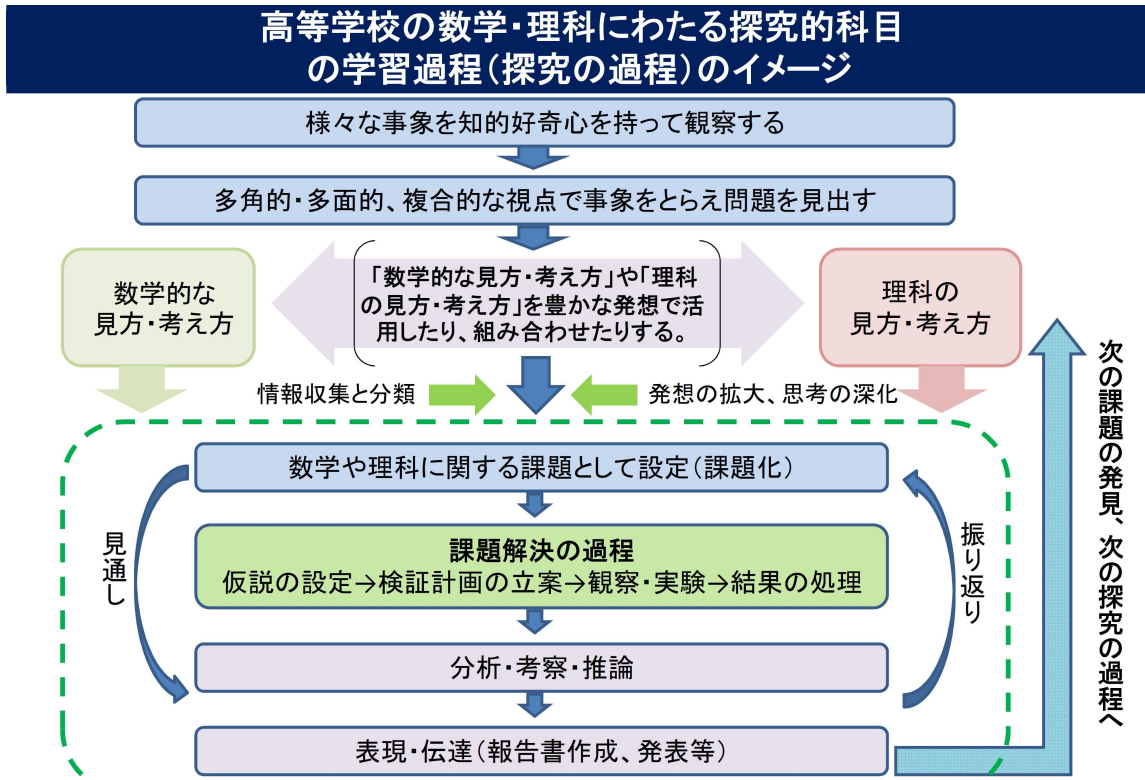 高等学校の数学・理科にわたる探究的科目
の学習過程(探究の過程)のイメージ
様々な事象を知的好奇心を持って観察する
多角的・多面的、複合的な視点で事象をとらえ問題を見出す
数学的な
見方・考え方
「数学的な見方・考え方」や「理科
の見方・考え方」を豊かな発想で活
用したり、組み合わせたりする。
理科の
見方・考え方
情報収集と分類
発想の拡大、思考の深化
数学や理科に関する課題として設定(課題化)
見通し
課題解決の過程
仮説の設定→検証計画の立案→観察・実験→結果の処理
振り返り
分析・考察・推論
表現・伝達(報告書作成、発表等)
次の課題の発見、次の探究の過程へ